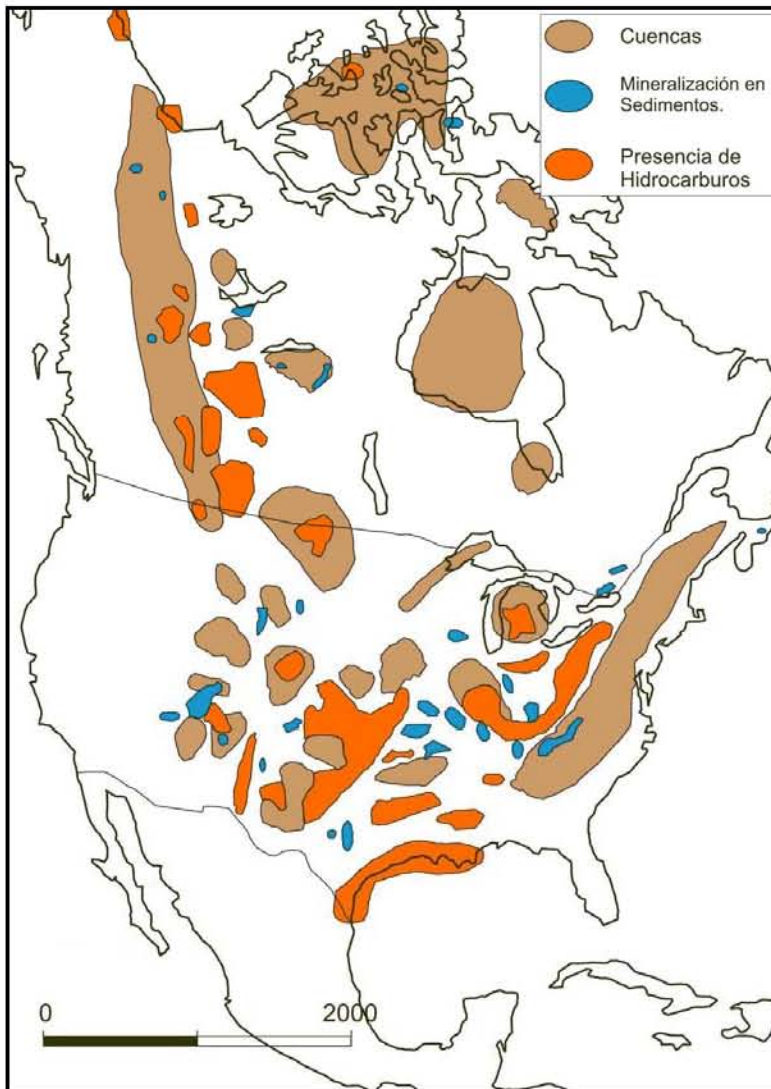 Cuencas
Mineralización en
Sedimentos.
Presencia de
Hidrocarburos
0
2000